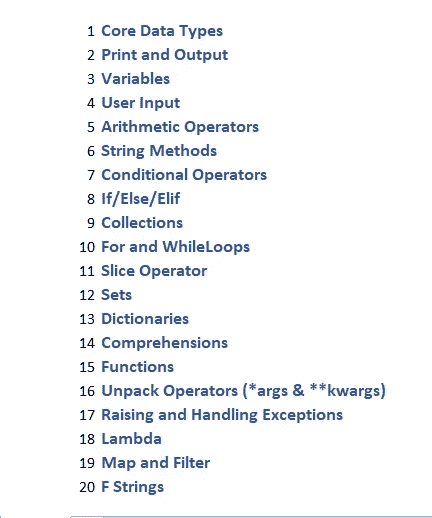 1 Core Data Types
2 Print and Output
3 Variables
4 User Input
5 Arithmetic Operators
6 String Methods
7 Conditional Operators
8 If/Else/Elif
9 Collections
10 For and WhileLoops
11 Slice Operator
12 Sets
13 Dictionaries
14 Comprehensions
15 Functions
16 Unpack Operators (*args & **kwargs)
17 Raising and Handling Exceptions
18 Lambda
19 Map and Filter
20 F Strings